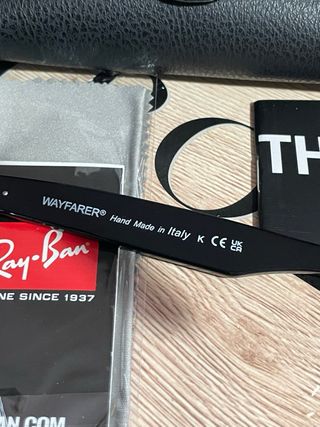 TH
WAYFARER® Hand Made in Italy K CE UK CA
Ray-Ban
NE SINCE 1937
AN.COM